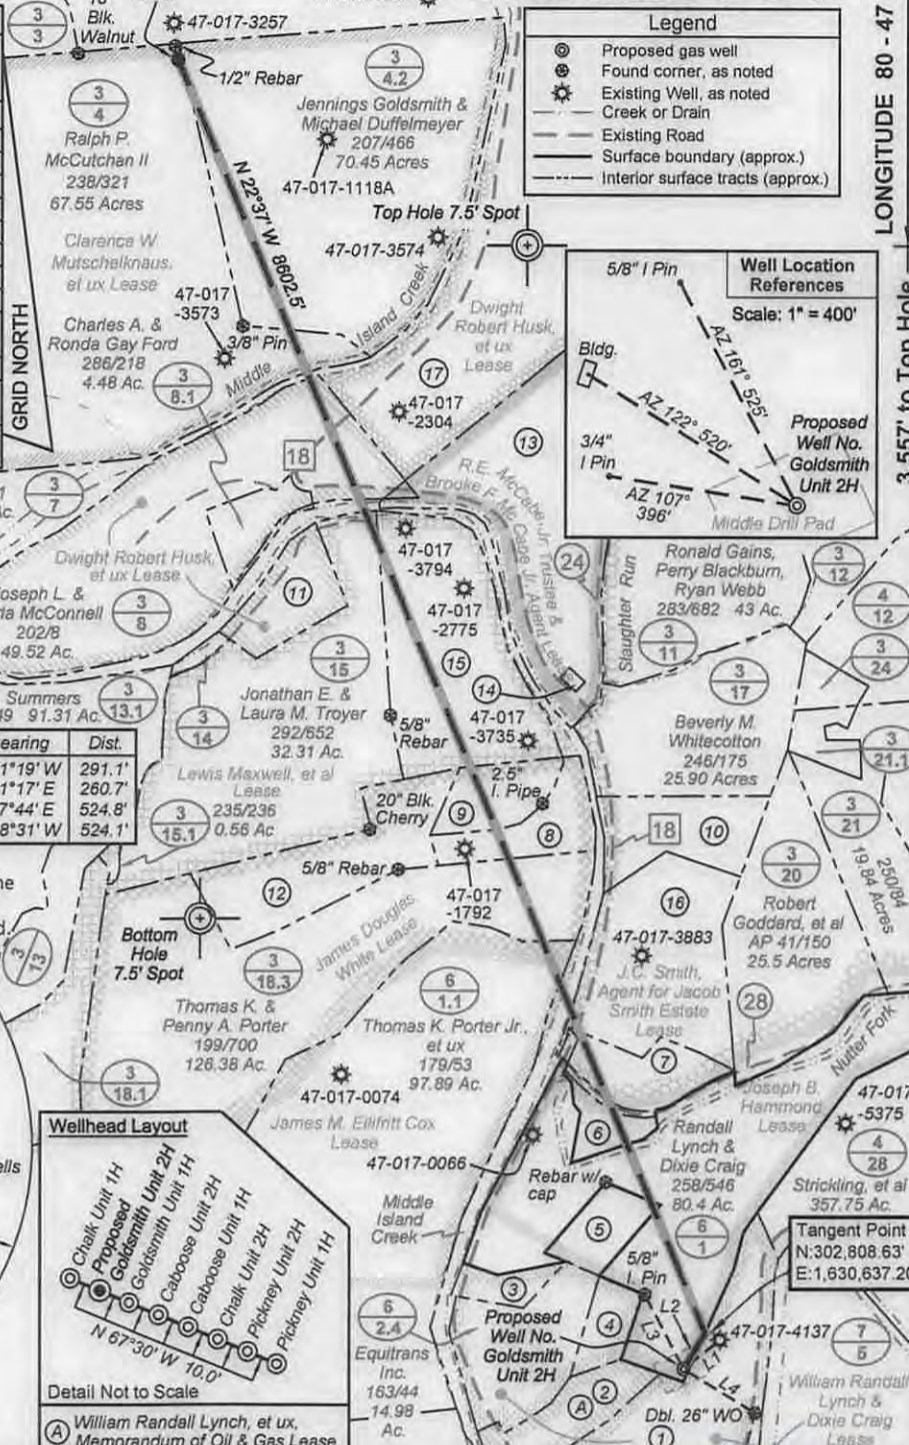 3
3
Blk.
Walnut
47-017-3257
1/2" Rebar
3
4
Ralph P.
McCutchan II
238/321
67.55 Acres
3
4.2
Jennings Goldsmith &
Michael Duffelmeyer
207/466
70.45 Acres
47-017-1118A
N 22°37' W 8602.5'
Top Hole 7.5' Spot
47-017-3574
Legend
Proposed gas well
Found corner, as noted
Existing Well, as noted
Creek or Drain
Existing Road
Surface boundary (approx.)
Interior surface tracts (approx.)
LONGITUDE 80 - 47
3,557' to Top Hole
Clarence W.
Mutschelknaus,
et ux Lease
47-017
-3573
3/8" Pin
Charles A. &
Ronda Gay Ford
286/218
4.48 Ac.
3
8.1
GRID NORTH
Middle
Island Creek
Dwight
Robert Husk,
et ux
Lease
17
47-017
-2304
13
18
Well Location
References
Scale: 1" = 400'
5/8" I Pin
AZ 161° 525'
Bldg.
AZ 122° 520'
3/4"
I Pin
AZ 107°
396'
Proposed
Well No.
Goldsmith
Unit 2H
Middle Drill Pad
3
7
Dwight Robert Husk,
et ux Lease
Joseph L. &
McConnell
202/8
49.52 Ac.
3
8
11
R.E. McCabe, Jr. Trustee &
Brooke F. Mc Cabe Jr. Agent Lease
47-017
-3794
47-017
-2775
15
14
47-017
-3735
24
Slaughter Run
Ronald Gains,
Perry Blackburn,
Ryan Webb
283/682 43 Ac.
3
11
3
12
4
12
3
24
3
17
Beverly M.
Whitecotton
246/175
25.90 Acres
3
21.1
3
21
250/84
19.84 Acres
Summers
91.31 Ac.
3
13.1
3
14
3
15
Jonathan E. &
Laura M. Troyer
292/652
32.31 Ac.
5/8"
Rebar
Lewis Maxwell, et al
Lease
3
15.1
235/236
0.56 Ac
20" Blk.
Cherry
2.5"
I. Pipe
9
8
5/8" Rebar
47-017
-1792
12
earing Dist.
1°19' W 291.1'
1°17' E 260.7'
7°44' E 524.8'
8°31' W 524.1'
3
13
Bottom
Hole
7.5' Spot
James Douglas
White Lease
3
18.3
Thomas K. &
Penny A. Porter
199/700
126.38 Ac.
3
18.1
6
1.1
Thomas K. Porter Jr.,
et ux
179/53
97.89 Ac.
47-017-0074
James M. Eilifritt Cox
Lease
47-017-0066
18
10
16
47-017-3883
J.C. Smith,
Agent for Jacob
Smith Estate
Lease
3
20
Robert
Goddard, et al
AP 41/150
25.5 Acres
28
Nutter Fork
7
6
Joseph B.
Hammond
Lease
47-017
-5375
4
28
Strickling, et al
357.75 Ac.
Randall
Lynch &
Dixie Craig
258/546
80.4 Ac.
6
1
Rebar w/
cap
5
Middle
Island
Creek
3
5/8"
I. Pin
4
L2
L3
L1
L4
47-017-4137
Proposed
Well No.
Goldsmith
Unit 2H
Tangent Point
N:302,808.63'
E:1,630,637.20
7
5
William Randall
Lynch &
Dixie Craig
Lease
Dbl. 26" WO
1
A
2
6
2.4
Equitrans
Inc.
163/44
14.98
Ac.
Wellhead Layout
Chalk Unit 1H
Proposed
Goldsmith Unit 2H
Goldsmith Unit 1H
Caboose Unit 2H
Caboose Unit 1H
Chalk Unit 2H
Pickney Unit 2H
Pickney Unit 1H
N 67°30' W 10.0'
Detail Not to Scale
A William Randall Lynch, et ux,
Memorandum of Oil & Gas Lease